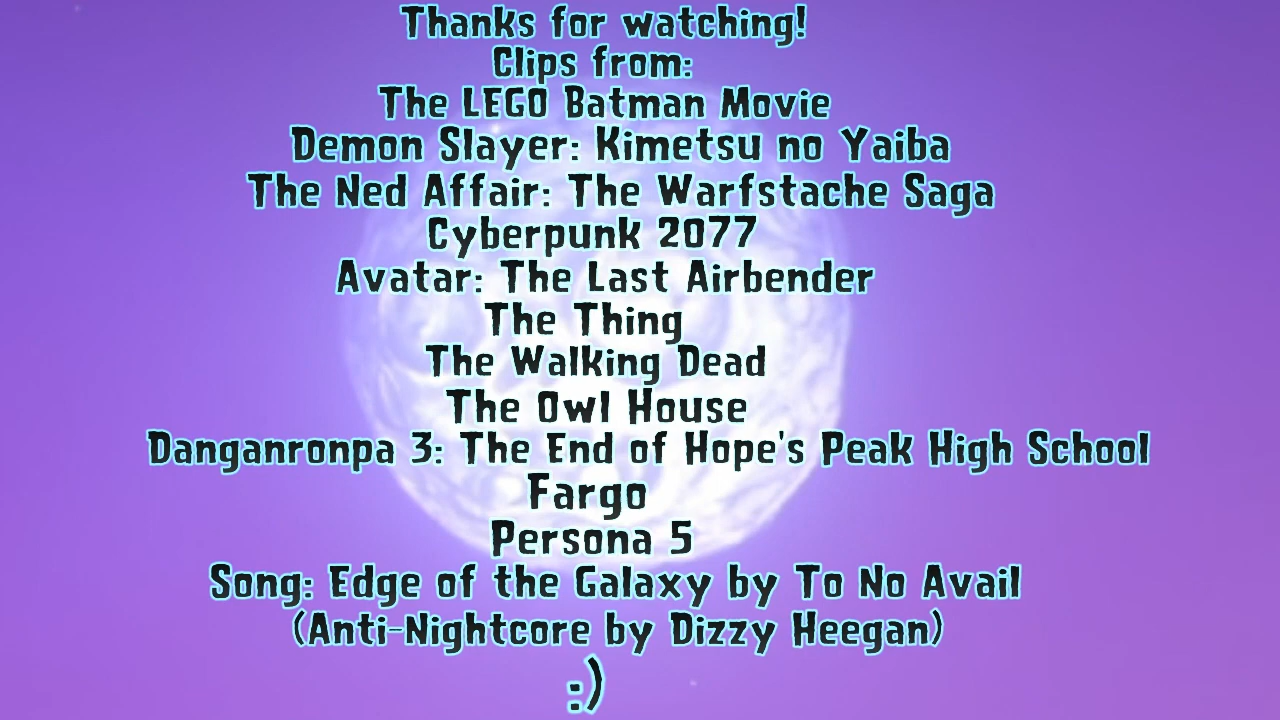 Thanks for watching!
Clips from:
The LEGO Batman Movie
Demon Slayer: Kimetsu no Yaiba
The Ned Affair: The Warfstache Saga
Cyberpunk 2077
Avatar: The Last Airbender
The Thing
The Walking Dead
The Owl House
Danganronpa 3: The End of Hope's Peak High School
Fargo
Persona 5
Song: Edge of the Galaxy by To No Avail
(Anti-Nightcore by Dizzy Heegan)
:)